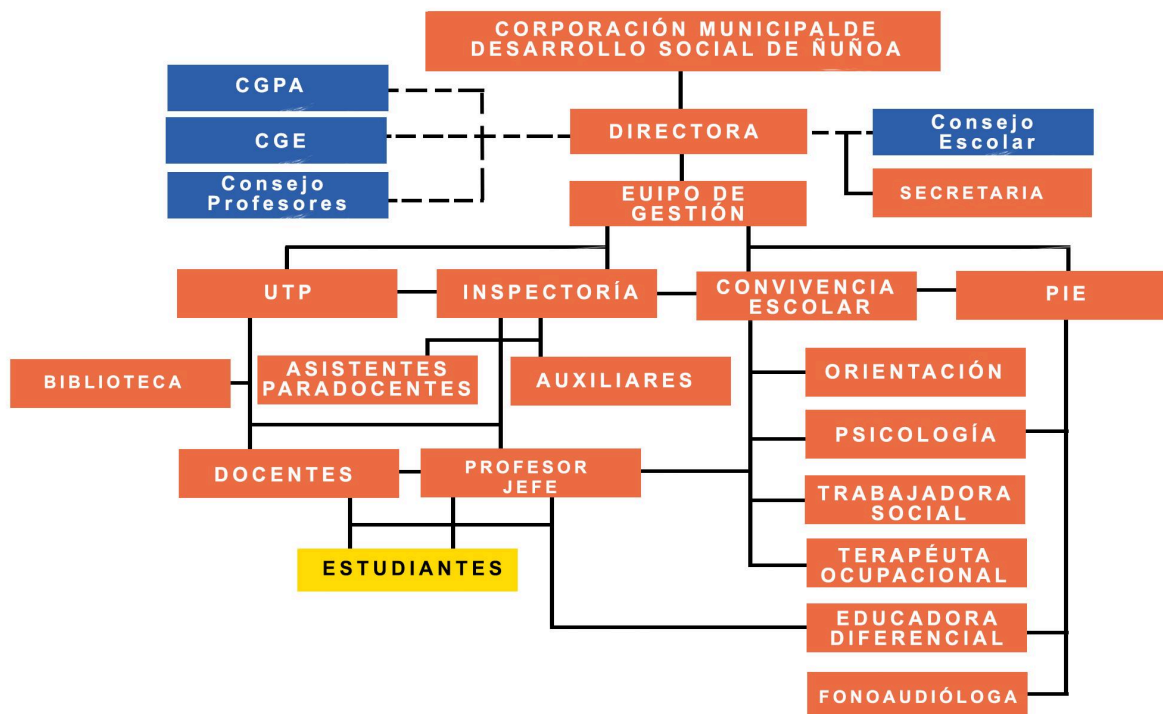 CORPORACIÓN MUNICIPALDE
DESARROLLO SOCIAL DE ÑUÑOA
CGPA
CGE
Consejo
Profesores
DIRECTORA
Consejo
Escolar
SECRETARIA
EUIPO DE
GESTIÓN
UTP
INSPECTORÍA
CONVIVENCIA
ESCOLAR
PIE
BIBLIOTECA
ASISTENTES
PARADOCENTES
AUXILIARES
ORIENTACIÓN
PSICOLOGÍA
DOCENTES
PROFESOR
JEFE
TRABAJADORA
SOCIAL
ESTUDIANTES
TERAPÉUTA
OCUPACIONAL
EDUCADORA
DIFERENCIAL
FONOAUDIÓLOGA